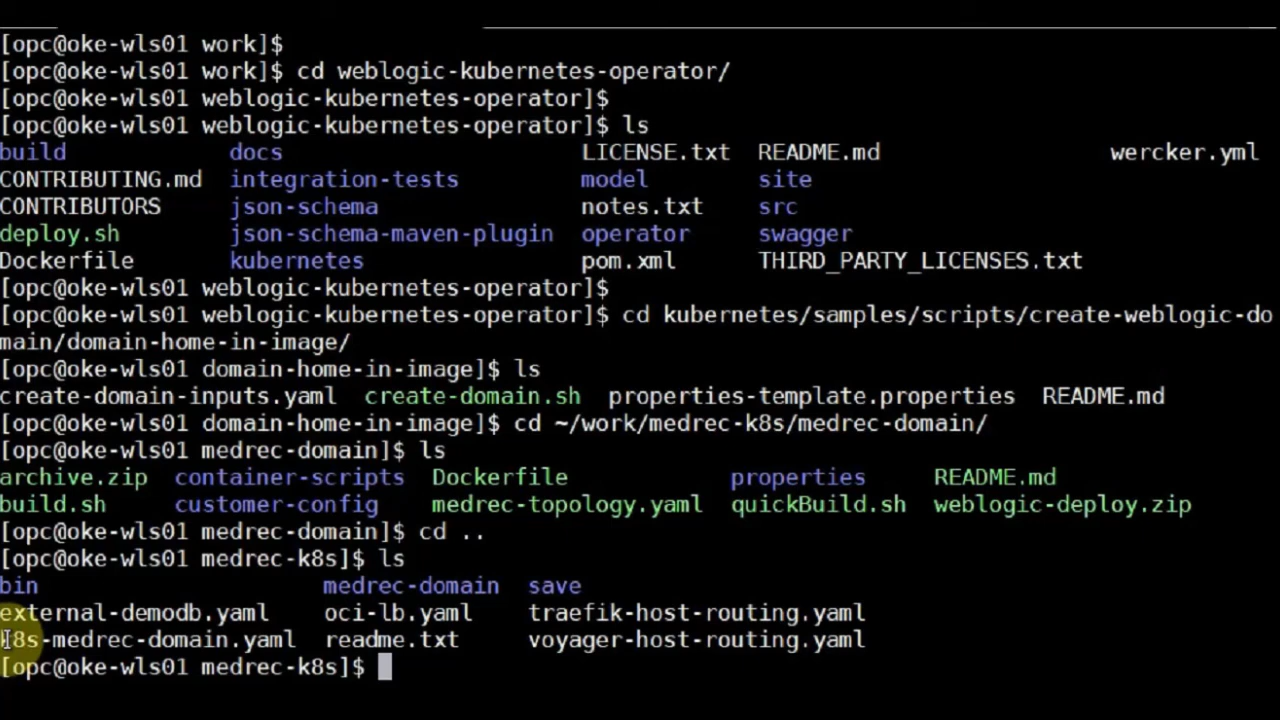 [opc@oke-wls01 work]$
[opc@oke-wls01 work]$ cd weblogic-kubernetes-operator/
[opc@oke-wls01 weblogic-kubernetes-operator]$
[opc@oke-wls01 weblogic-kubernetes-operator]$ ls
build docs LICENSE.txt README.md wercker.yml
CONTRIBUTING.md integration-tests model site
CONTRIBUTORS json-schema notes.txt src
deploy.sh json-schema-maven-plugin operator swagger
Dockerfile kubernetes pom.xml THIRD_PARTY_LICENSES.txt
[opc@oke-wls01 weblogic-kubernetes-operator]$
[opc@oke-wls01 weblogic-kubernetes-operator]$ cd kubernetes/samples/scripts/create-weblogic-do
main/domain-home-in-image/
[opc@oke-wls01 domain-home-in-image]$ ls
create-domain-inputs.yaml create-domain.sh properties-template.properties README.md
[opc@oke-wls01 domain-home-in-image]$ cd ~/work/medrec-k8s/medrec-domain/
[opc@oke-wls01 medrec-domain]$ ls
archive.zip container-scripts Dockerfile properties README.md
build.sh customer-config medrec-topology.yaml quickBuild.sh weblogic-deploy.zip
[opc@oke-wls01 medrec-domain]$ cd ..
[opc@oke-wls01 medrec-k8s]$ ls
bin medrec-domain save
external-demodb.yaml oci-lb.yaml traefik-host-routing.yaml
k8s-medrec-domain.yaml readme.txt voyager-host-routing.yaml
[opc@oke-wls01 medrec-k8s]$